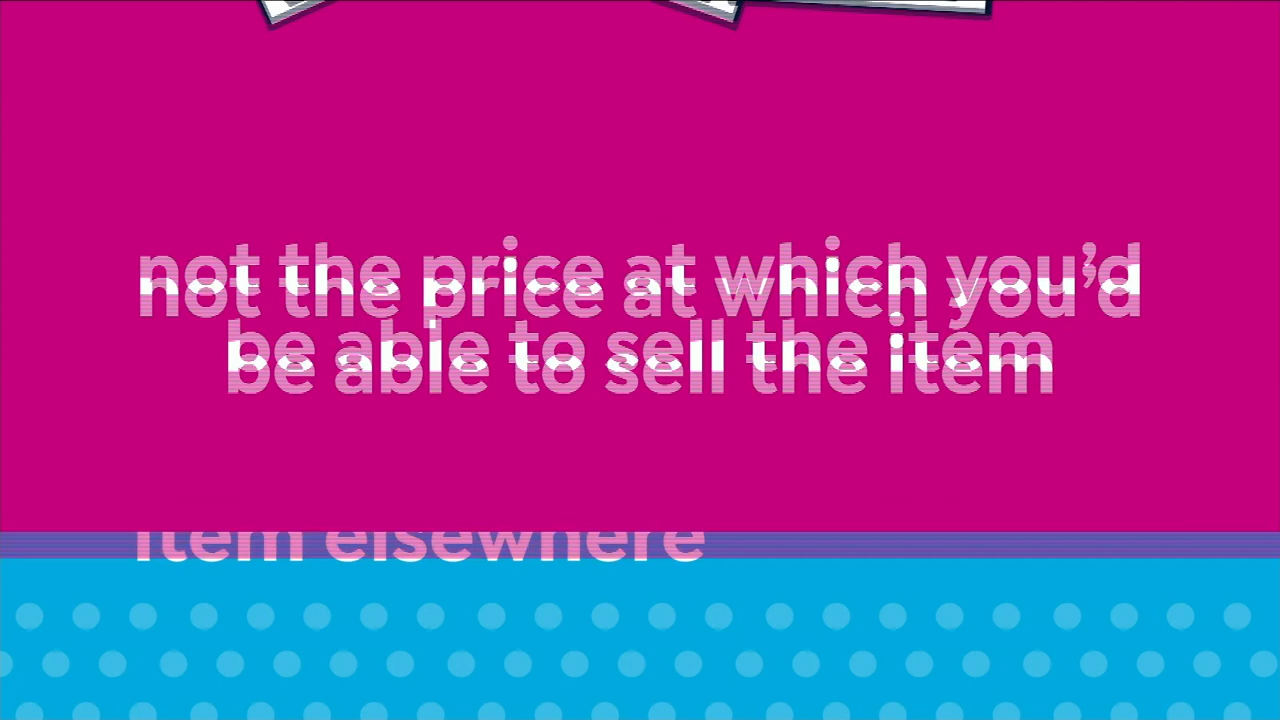 not the price at which you’d
be able to sell the item
item elsewhere